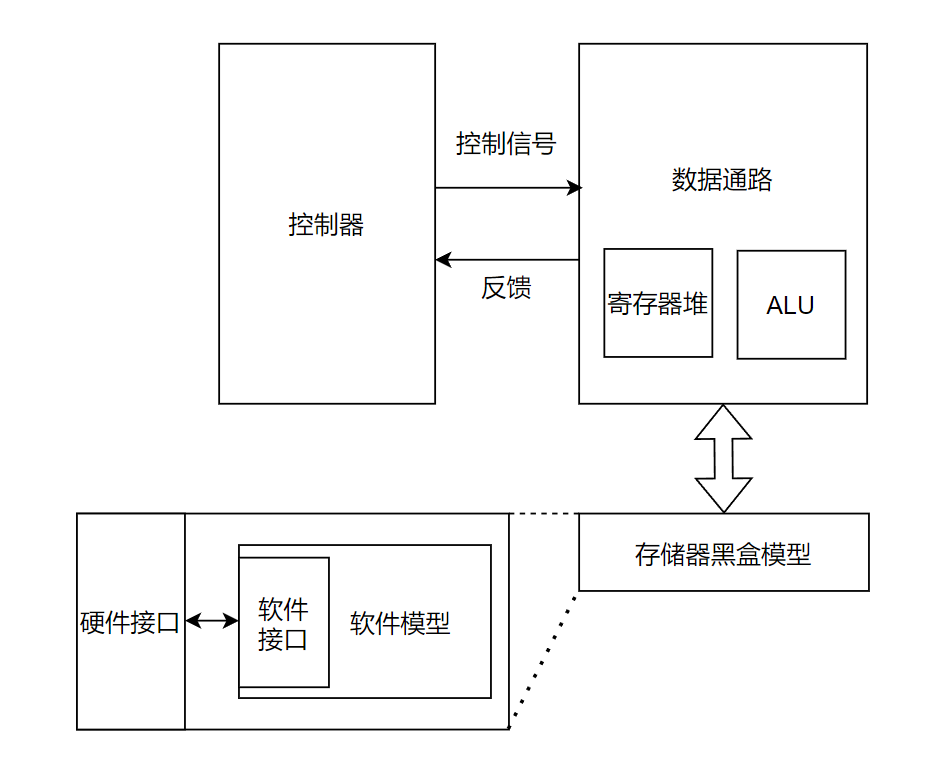 控制信号
数据通路
控制器
反馈
寄存器堆
ALU
存储器黑盒模型
硬件接口
软件
接口
软件模型